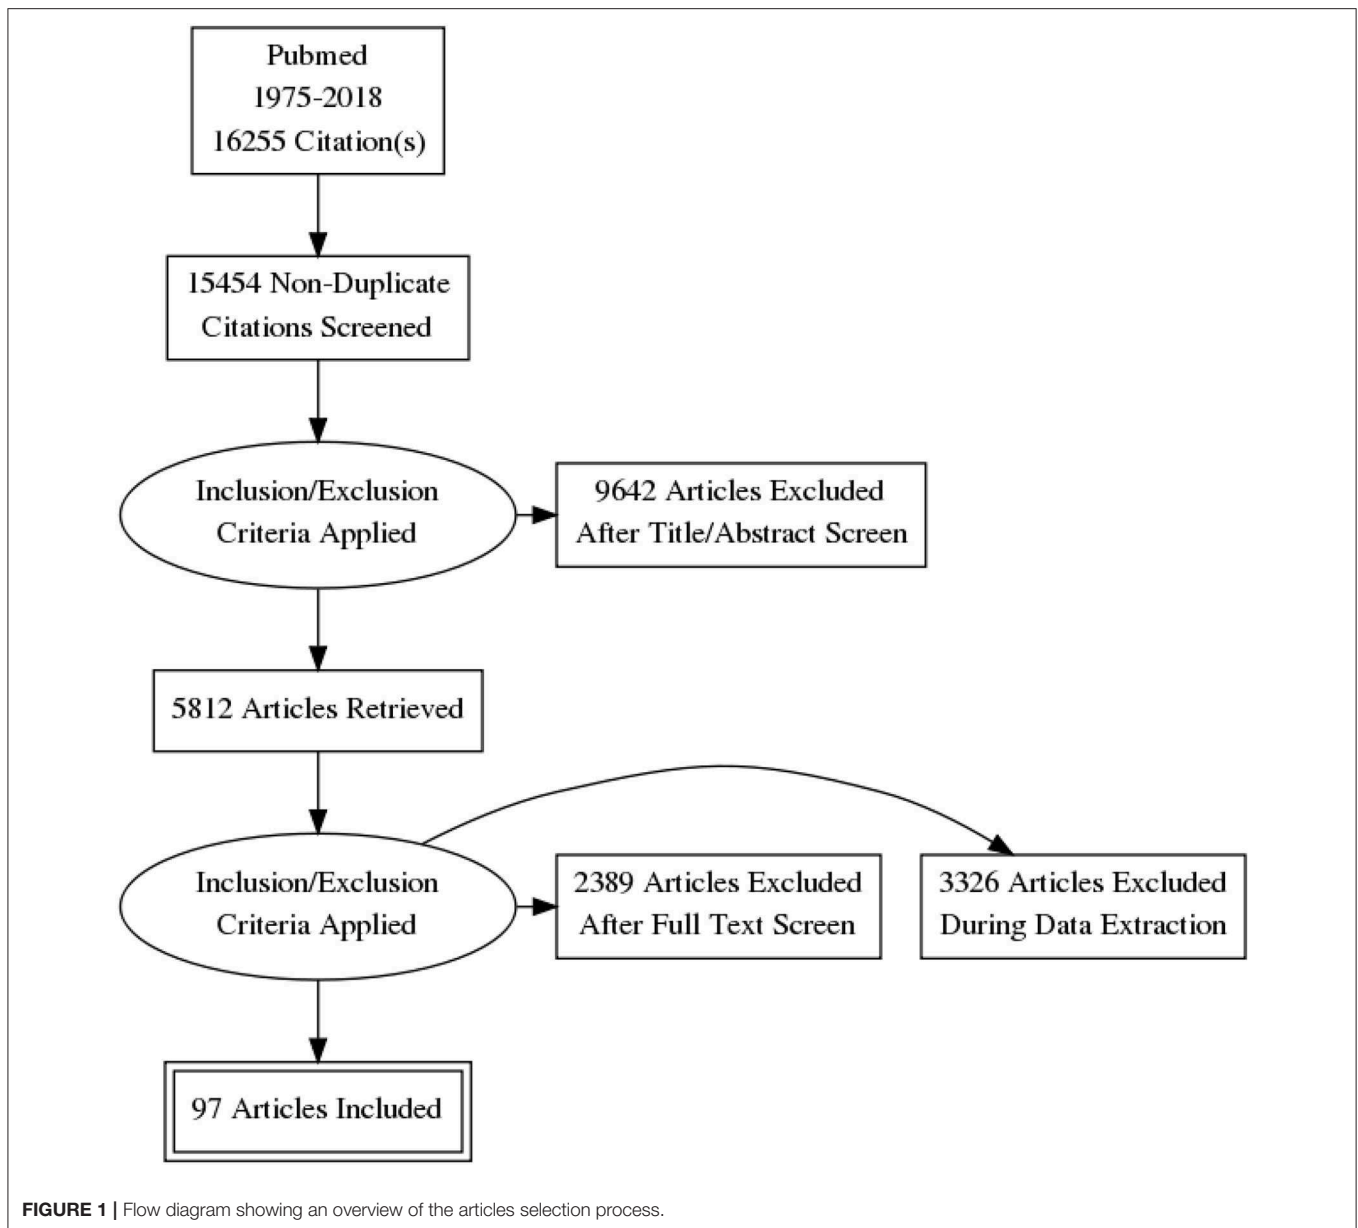 Pubmed
1975-2018
16255 Citation(s)
15454 Non-Duplicate
Citations Screened
Inclusion/Exclusion
Criteria Applied
9642 Articles Excluded
After Title/Abstract Screen
5812 Articles Retrieved
Inclusion/Exclusion
Criteria Applied
2389 Articles Excluded
After Full Text Screen
3326 Articles Excluded
During Data Extraction
97 Articles Included
FIGURE 1 | Flow diagram showing an overview of the articles selection process.